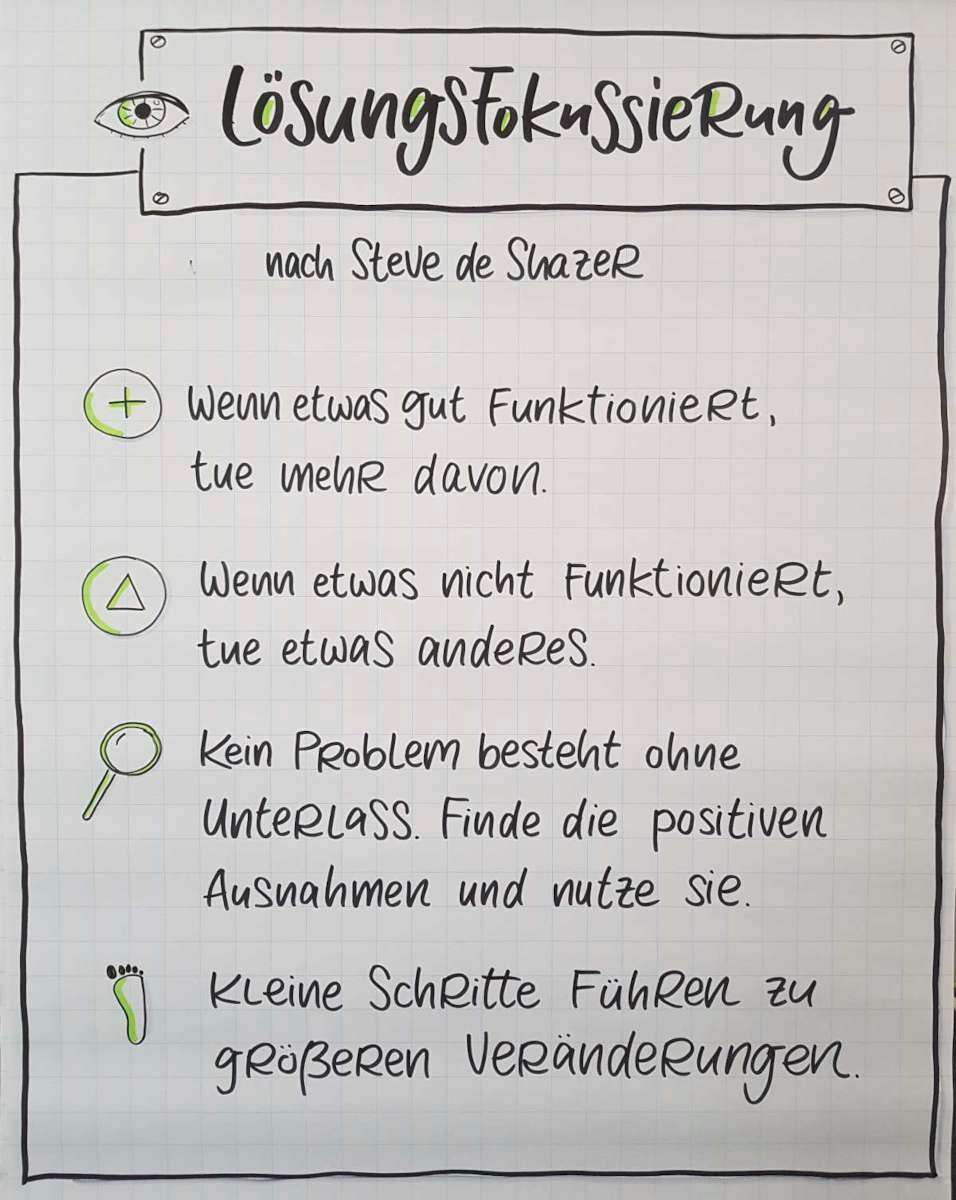 Lösungsfokussierung
nach Steve de Shazer
Wenn etwas gut funktioniert,
tue mehr davon.
Wenn etwas nicht funktioniert,
tue etwas anderes.
Kein Problem besteht ohne
Unterlass. Finde die positiven
Ausnahmen und nutze sie.
Kleine Schritte führen zu
größeren Veränderungen.